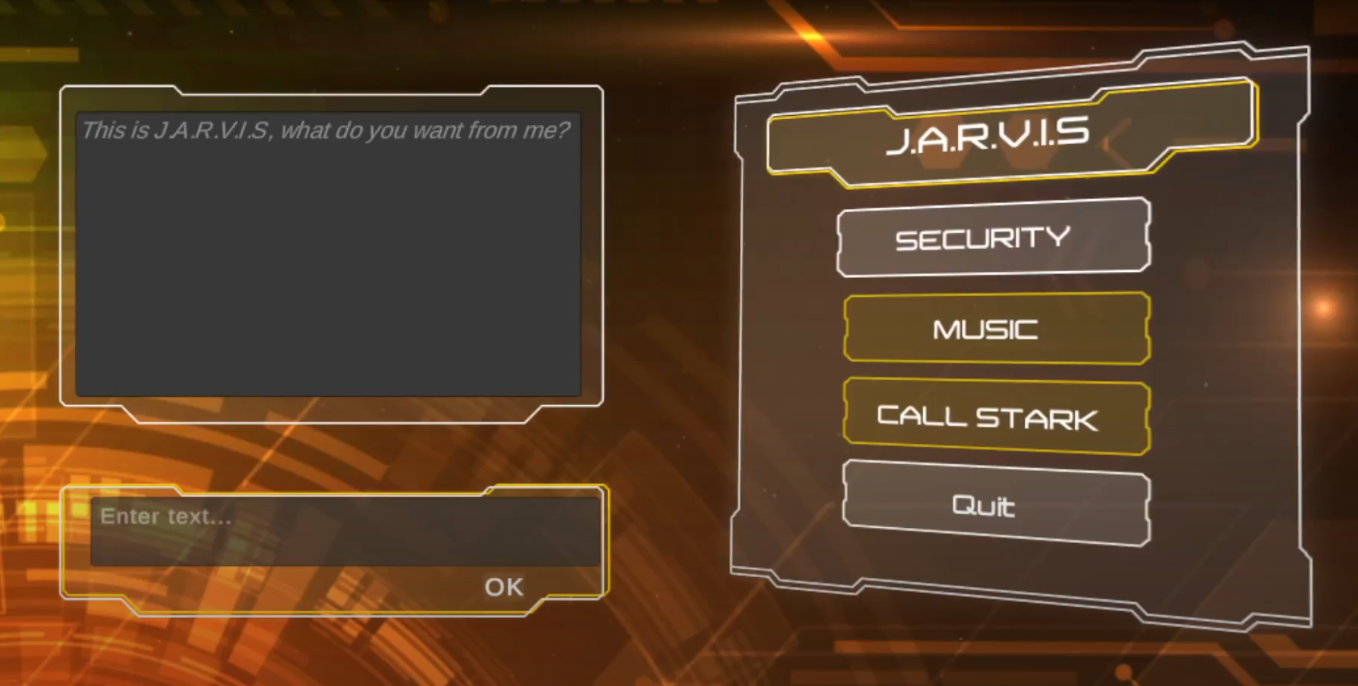 This is J.A.R.V.I.S, what do you want from me?
Enter text...
OK
J.A.R.V.I.S
SECURITY
MUSIC
CALL STARK
Quit